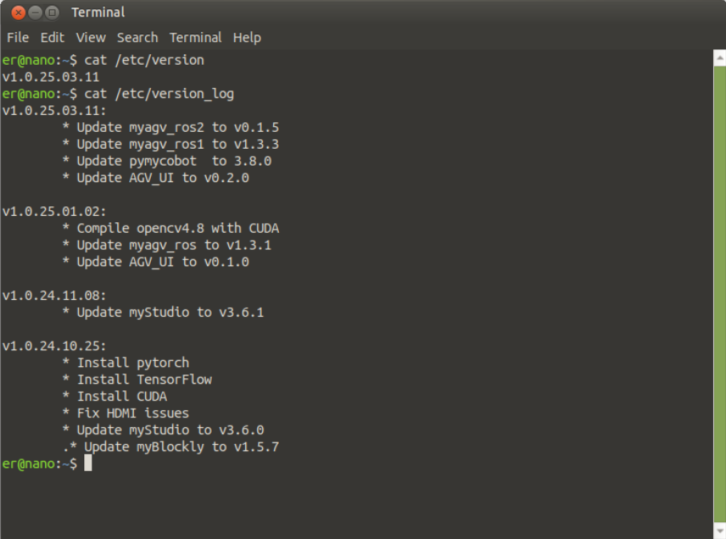 Terminal
File Edit View Search Terminal Help
er@nano:~$ cat /etc/version
v1.0.25.03.11
er@nano:~$ cat /etc/version_log
v1.0.25.03.11:
* Update myagv_ros2 to v0.1.5
* Update myagv_ros1 to v1.3.3
* Update pymycobot  to 3.8.0
* Update AGV_UI to v0.2.0
v1.0.25.01.02:
* Compile opencv4.8 with CUDA
* Update myagv_ros to v1.3.1
* Update AGV_UI to v0.1.0
v1.0.24.11.08:
* Update myStudio to v3.6.1
v1.0.24.10.25:
* Install pytorch
* Install TensorFlow
* Install CUDA
* Fix HDMI issues
* Update myStudio to v3.6.0
.* Update myBlockly to v1.5.7
er@nano:~$